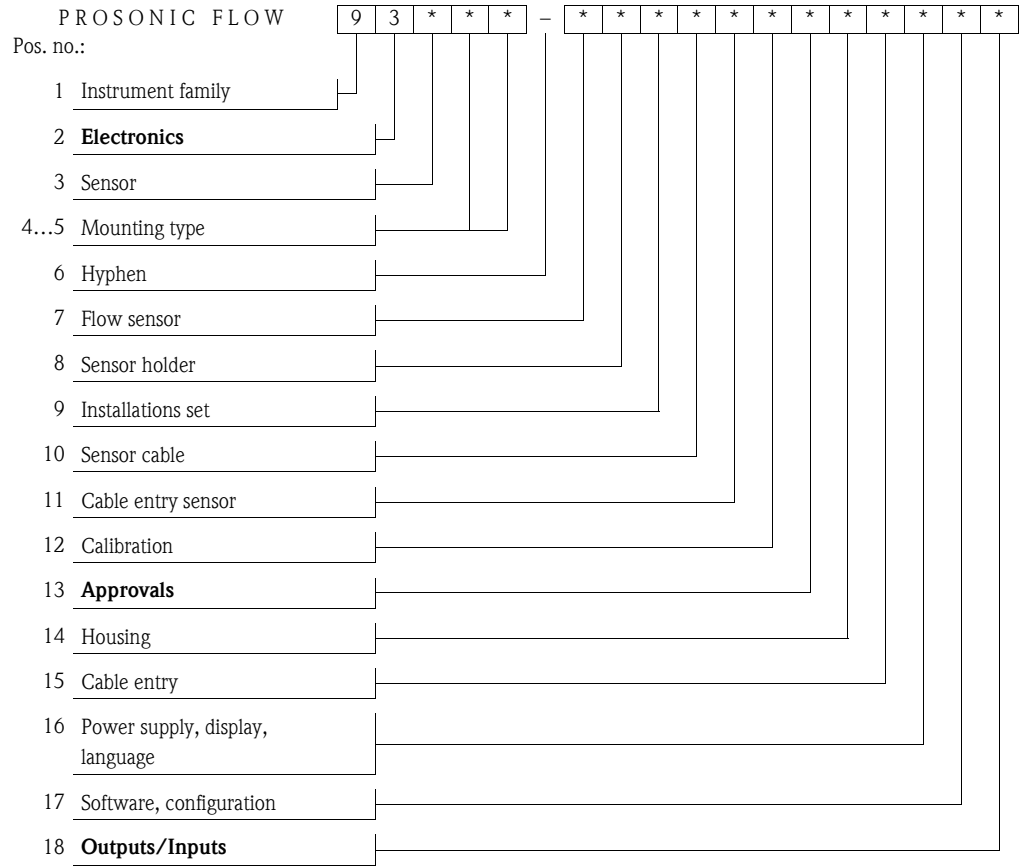 PROSONIC FLOW 9 3 * * * – * * * * * * * * * * * *
Pos. no.:
1 Instrument family
2 Electronics
3 Sensor
4…5 Mounting type
6 Hyphen
7 Flow sensor
8 Sensor holder
9 Installations set
10 Sensor cable
11 Cable entry sensor
12 Calibration
13 Approvals
14 Housing
15 Cable entry
16 Power supply, display,
language
17 Software, configuration
18 Outputs/Inputs